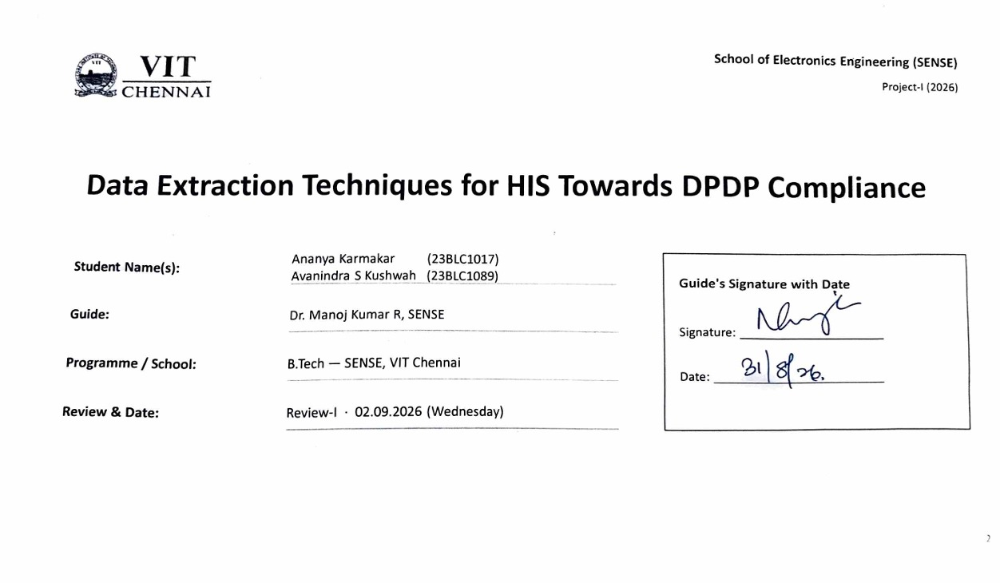 VIT
CHENNAI
School of Electronics Engineering (SENSE)
Project-I (2026)
Data Extraction Techniques for HIS Towards DPDP Compliance
Student Name(s):
Ananya Karmakar (23BLC1017)
Avanindra S Kushwah (23BLC1089)
Guide:
Dr. Manoj Kumar R, SENSE
Programme / School:
B.Tech — SENSE, VIT Chennai
Review & Date:
Review-I · 02.09.2026 (Wednesday)
Guide's Signature with Date
Signature:
Date: 31/8/26.